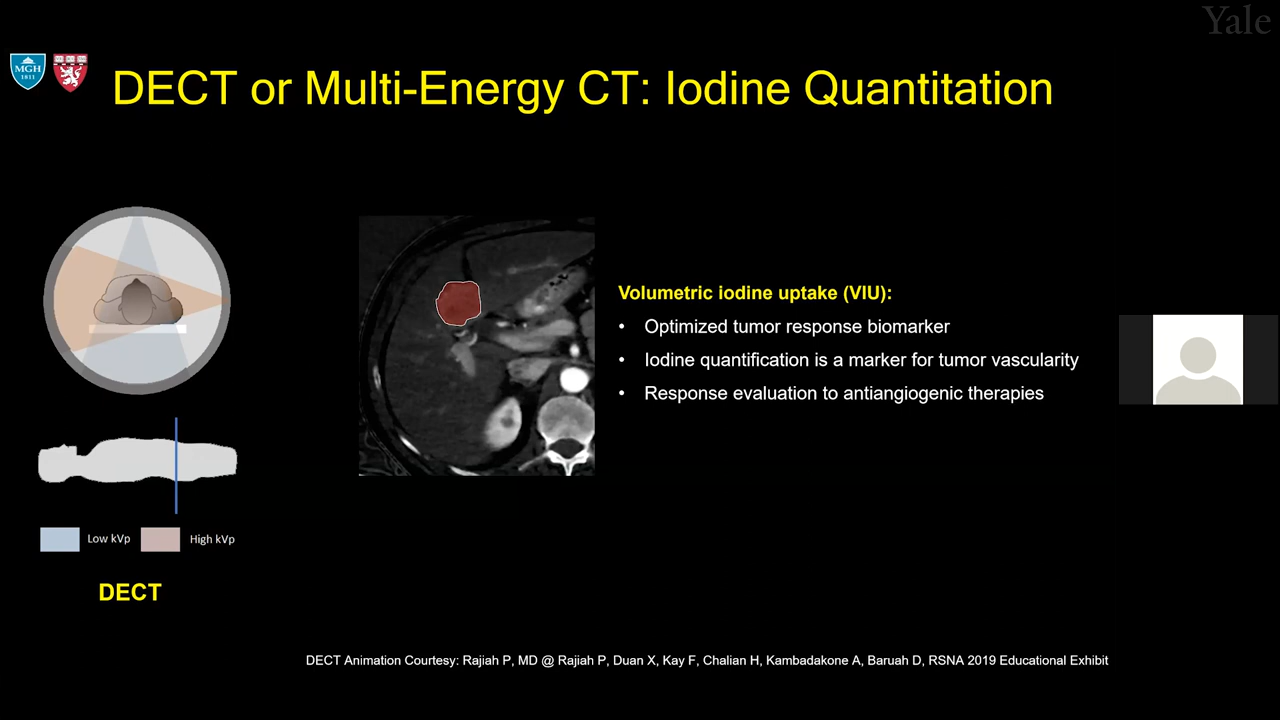 Yale
MGH
1811
DECT or Multi-Energy CT: Iodine Quantitation
Volumetric iodine uptake (VIU):
• Optimized tumor response biomarker
• Iodine quantification is a marker for tumor vascularity
• Response evaluation to antiangiogenic therapies
Low kVp
High kVp
DECT
DECT Animation Courtesy: Rajiah P, MD @ Rajiah P, Duan X, Kay F, Chalian H, Kambadakone A, Baruah D, RSNA 2019 Educational Exhibit